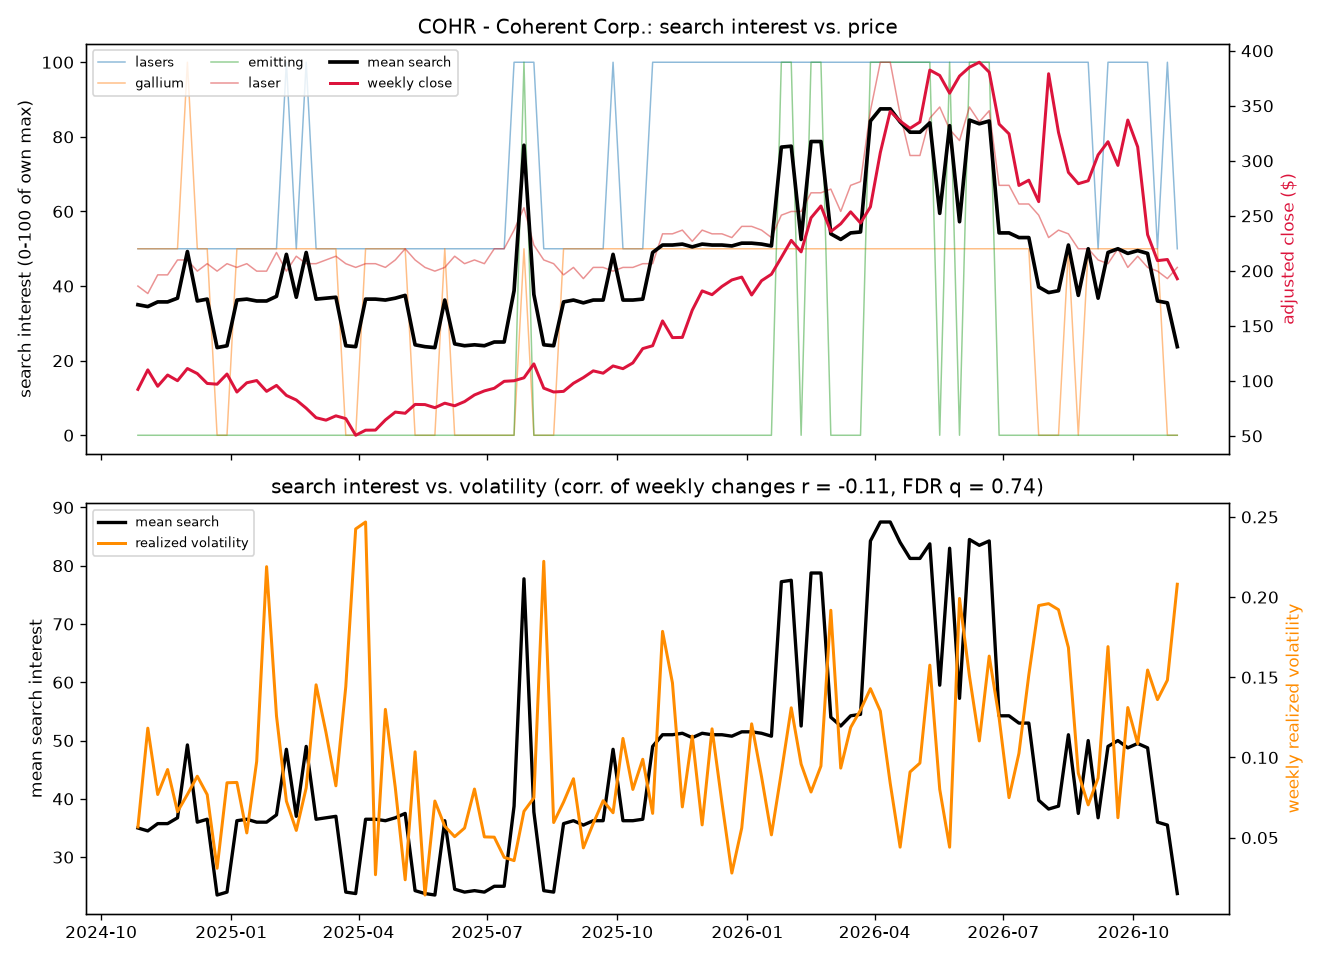 COHR - Coherent Corp.: search interest vs. price
lasers
gallium
emitting
laser
mean search
weekly close
100
80
60
40
20
0
search interest (0-100 of own max)
400
350
300
250
200
150
100
50
adjusted close ($)
search interest vs. volatility (corr. of weekly changes r = -0.11, FDR q = 0.74)
mean search
realized volatility
90
80
70
60
50
40
30
mean search interest
0.25
0.20
0.15
0.10
0.05
weekly realized volatility
2024-10
2025-01
2025-04
2025-07
2025-10
2026-01
2026-04
2026-07
2026-10